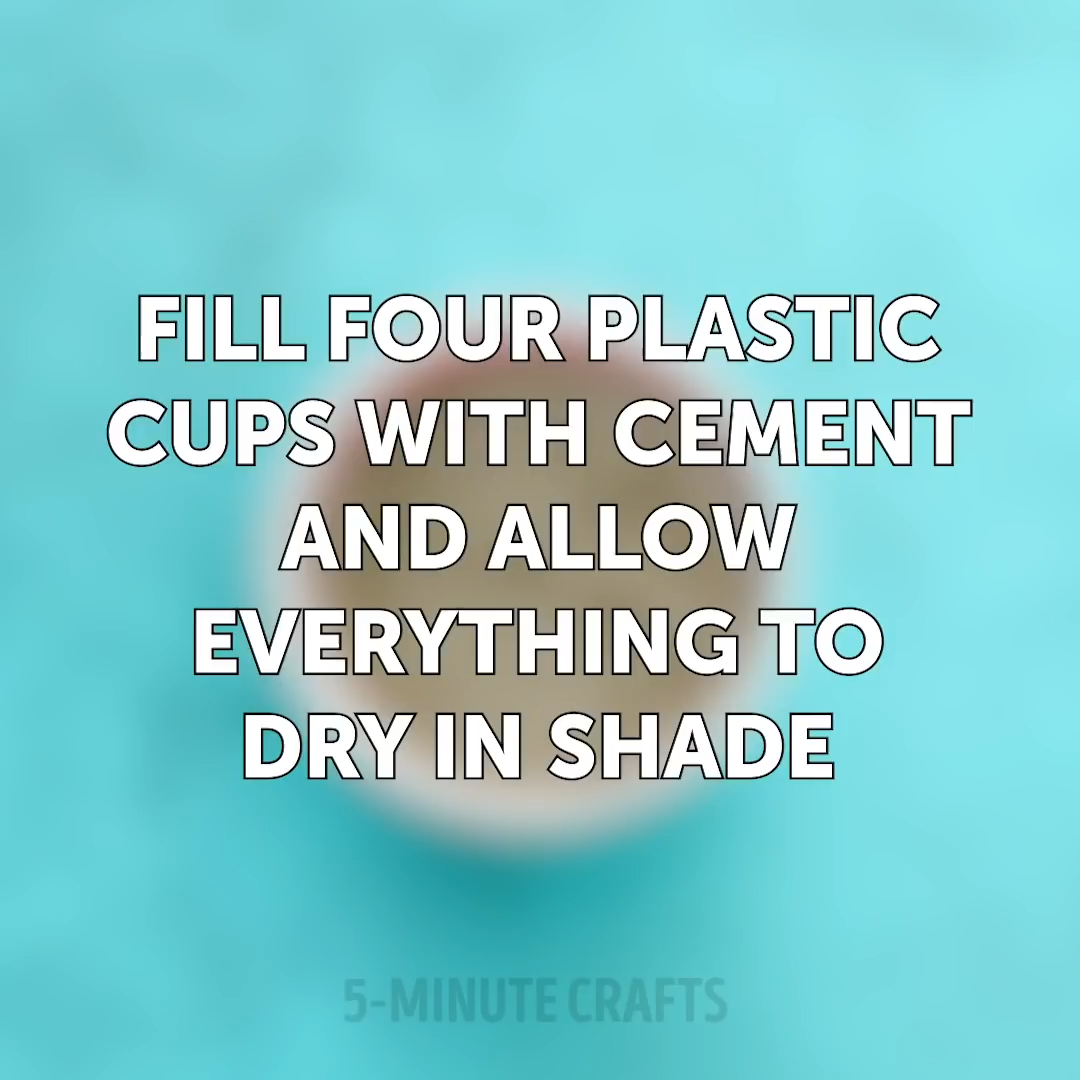 FILL FOUR PLASTIC
CUPS WITH CEMENT
AND ALLOW
EVERYTHING TO
DRY IN SHADE
5-MINUTE CRAFTS